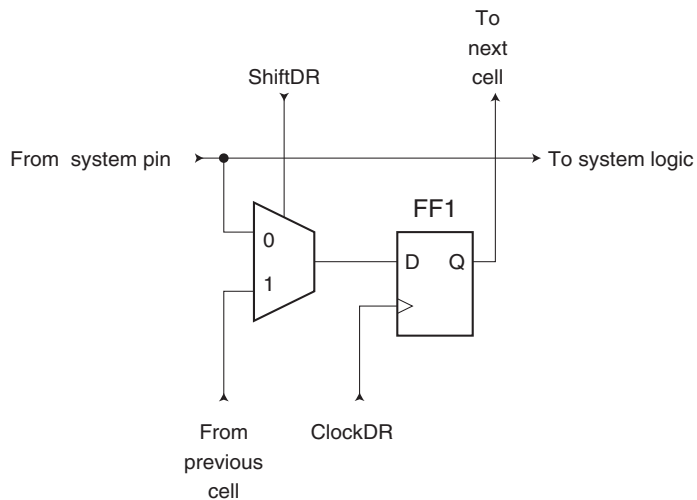 To
next
cell
ShiftDR
From system pin
To system logic
FF1
0
D Q
1
From
previous
cell
ClockDR